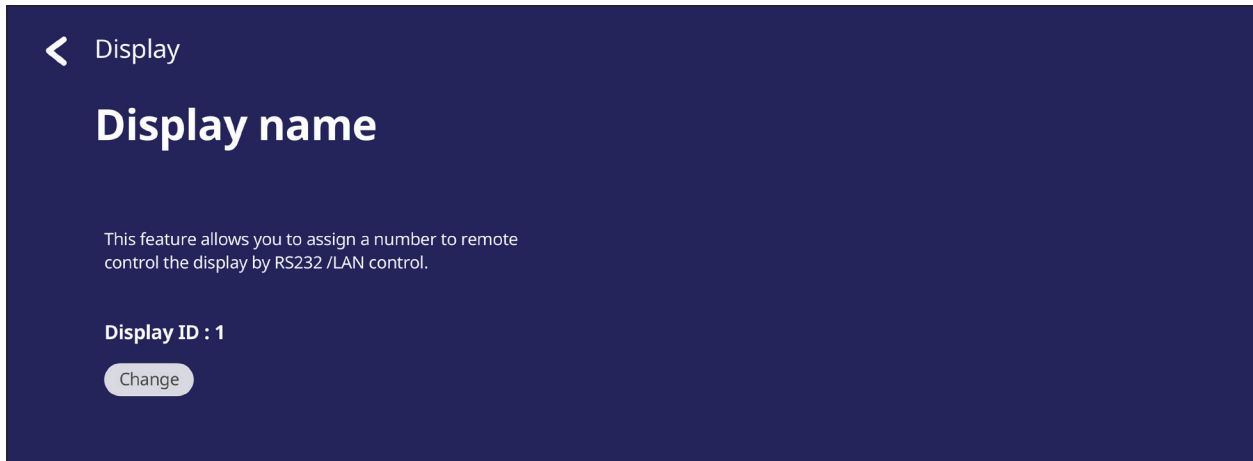 Display
Display name
This feature allows you to assign a number to remote
control the display by RS232 /LAN control.
Display ID : 1
Change